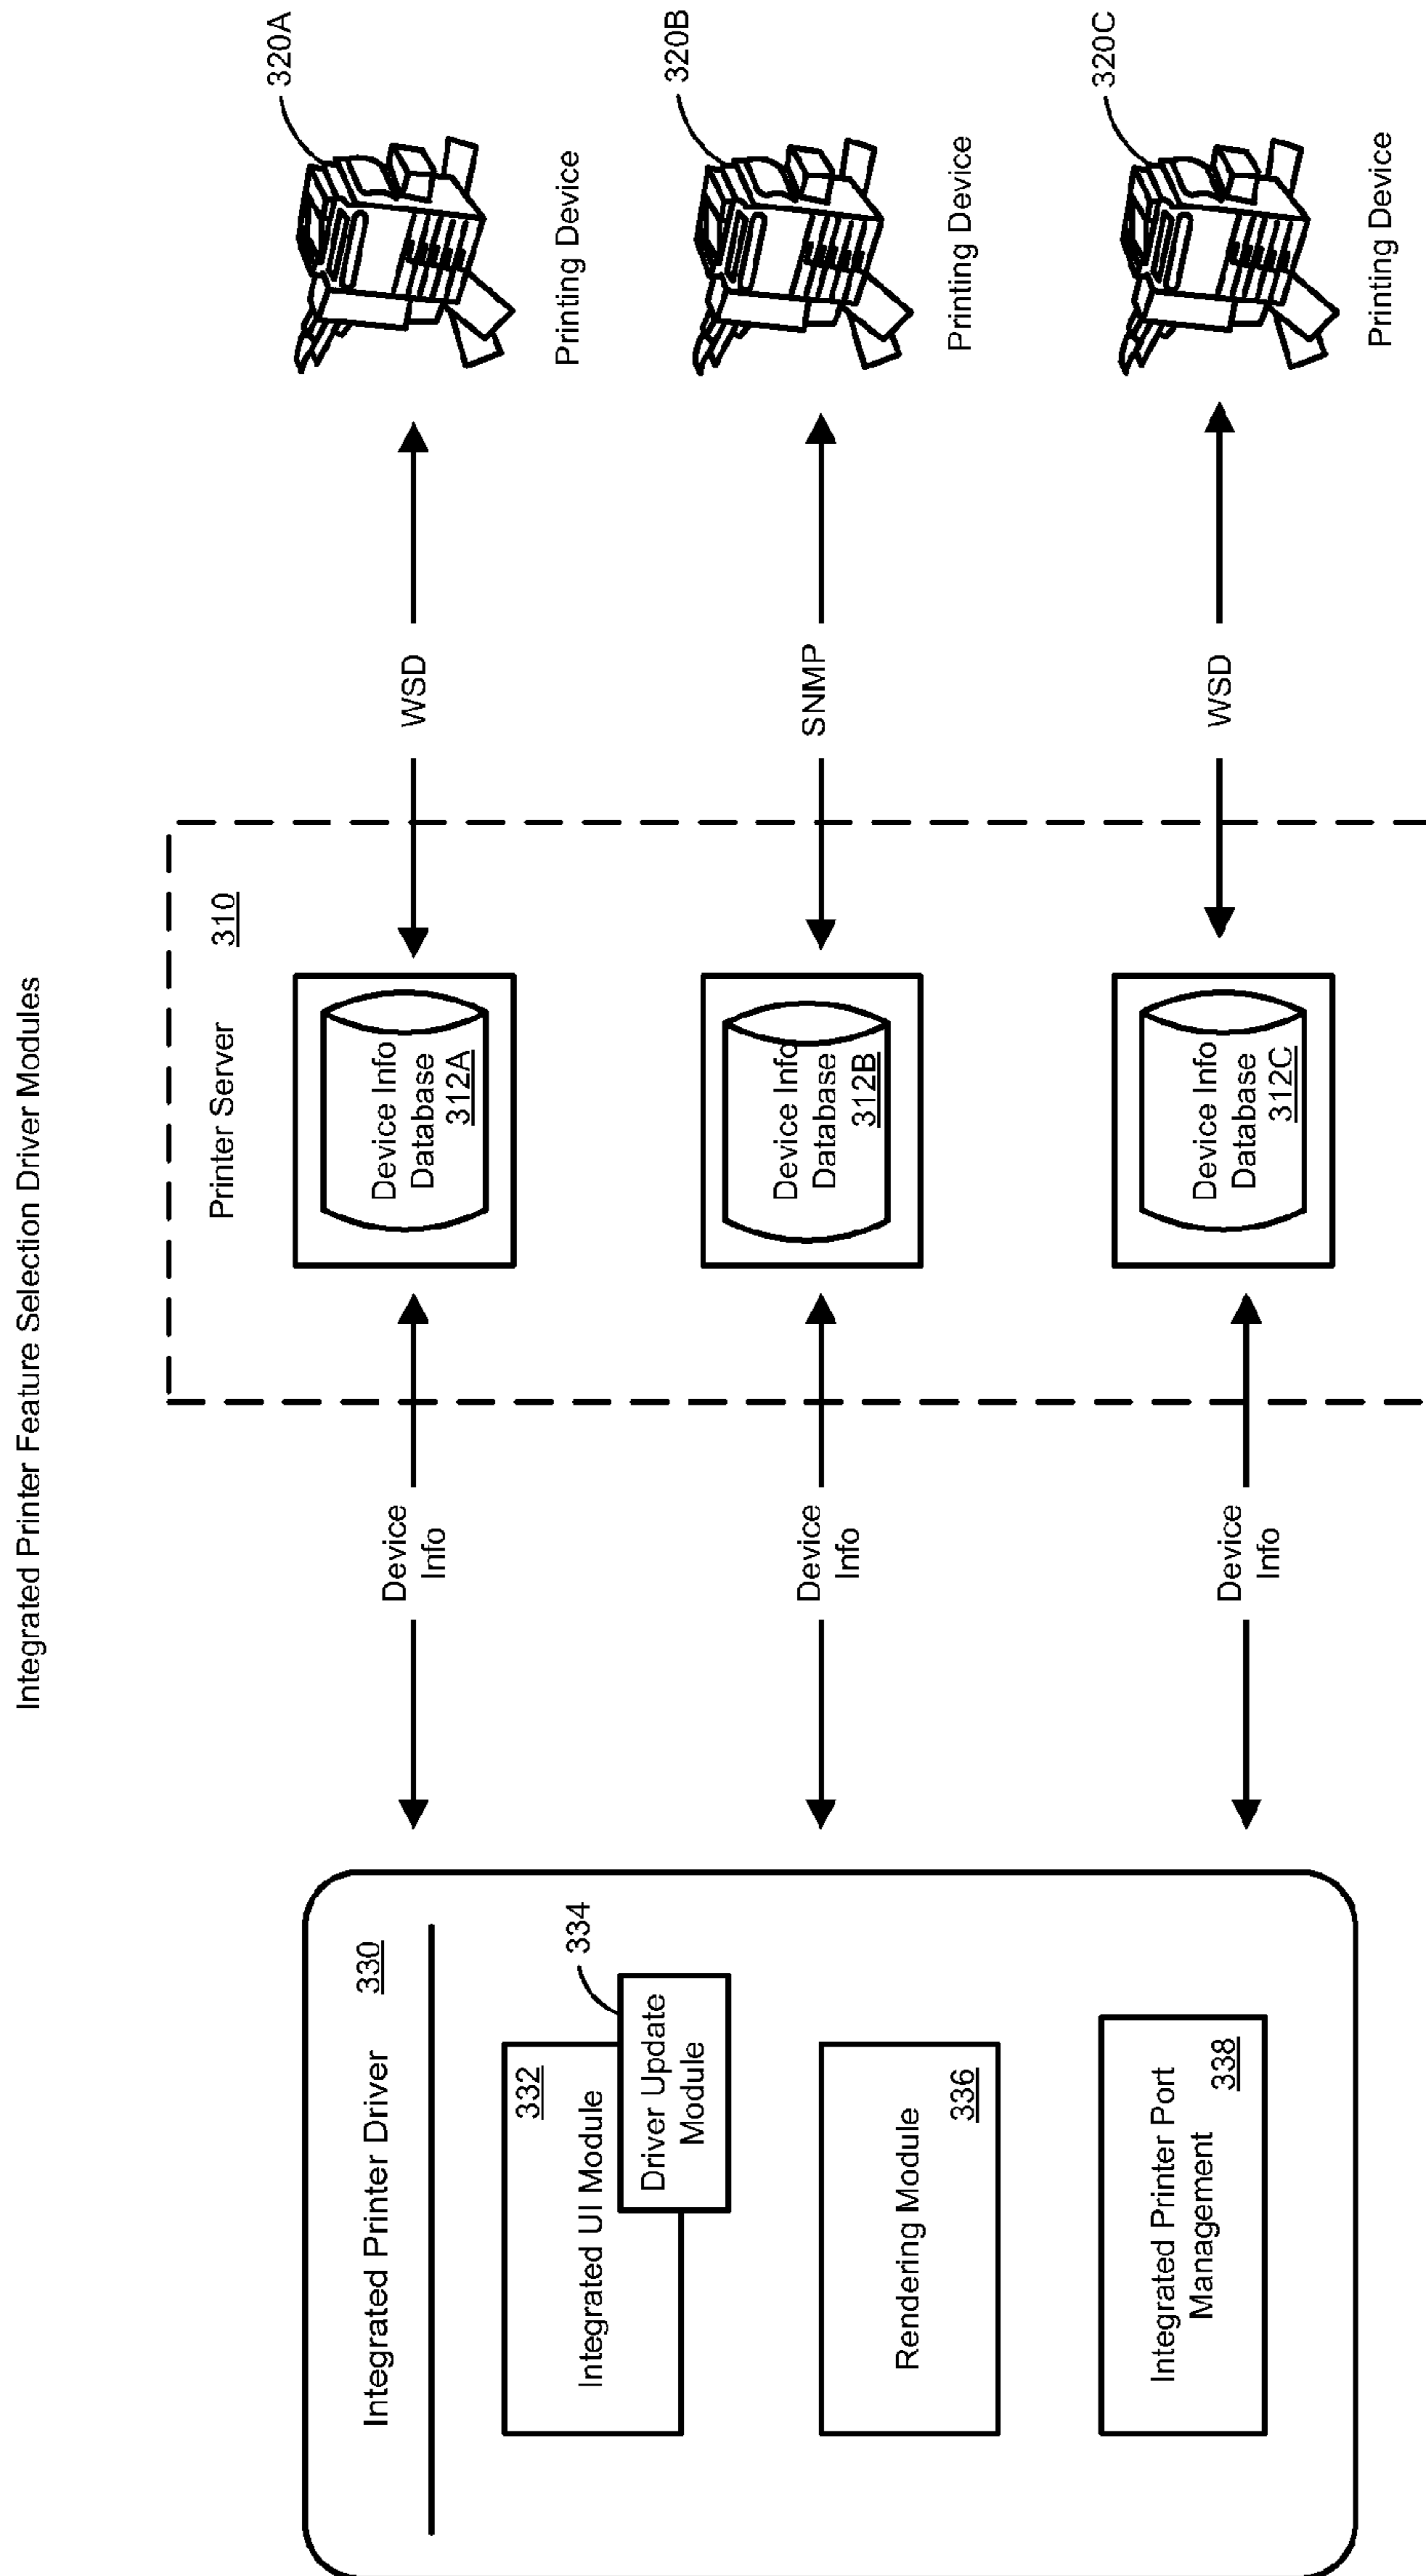 Integrated Printer Feature Selection Driver Modules
Integrated Printer Driver
330
Integrated UI Module
332
Driver Update
Module
334
Rendering Module
336
Integrated Printer Port
Management
338
Device
Info
Device
Info
Device
Info
Printer Server
310
Device Info
Database
312A
Device Info
Database
312B
Device Info
Database
312C
WSD
SNMP
WSD
320A
Printing Device
320B
Printing Device
320C
Printing Device